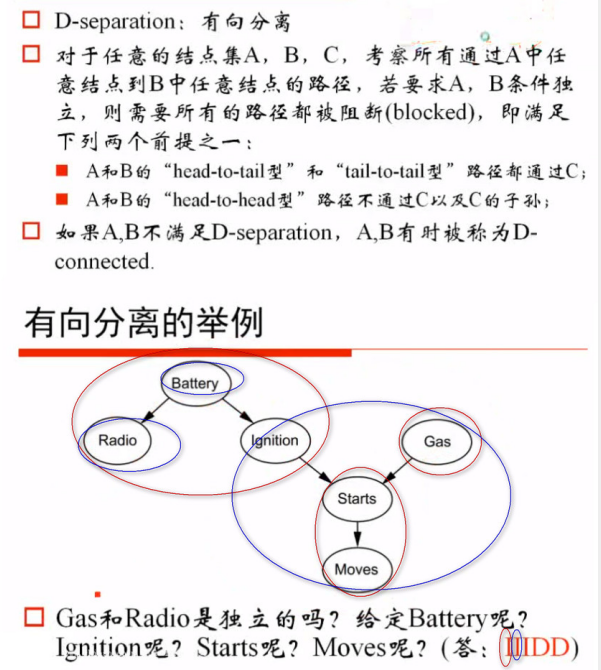 D-separation：有向分离
对于任意的结点集A，B，C，考察所有通过A中任
意结点到B中任意结点的路径，若要求A，B条件独
立，则需要所有的路径都被阻断(blocked)，即满足
下列两个前提之一：
A和B的“head-to-tail型”和“tail-to-tail型”路径都通过C；
A和B的“head-to-head型”路径不通过C以及C的子孙；
如果A,B不满足D-separation，A,B有时被称为D-
connected.
有向分离的举例
Battery
Radio
Ignition
Gas
Starts
Moves
Gas和Radio是独立的吗？给定Battery呢？
Ignition呢？Starts呢？Moves呢？(答：IIIDD)